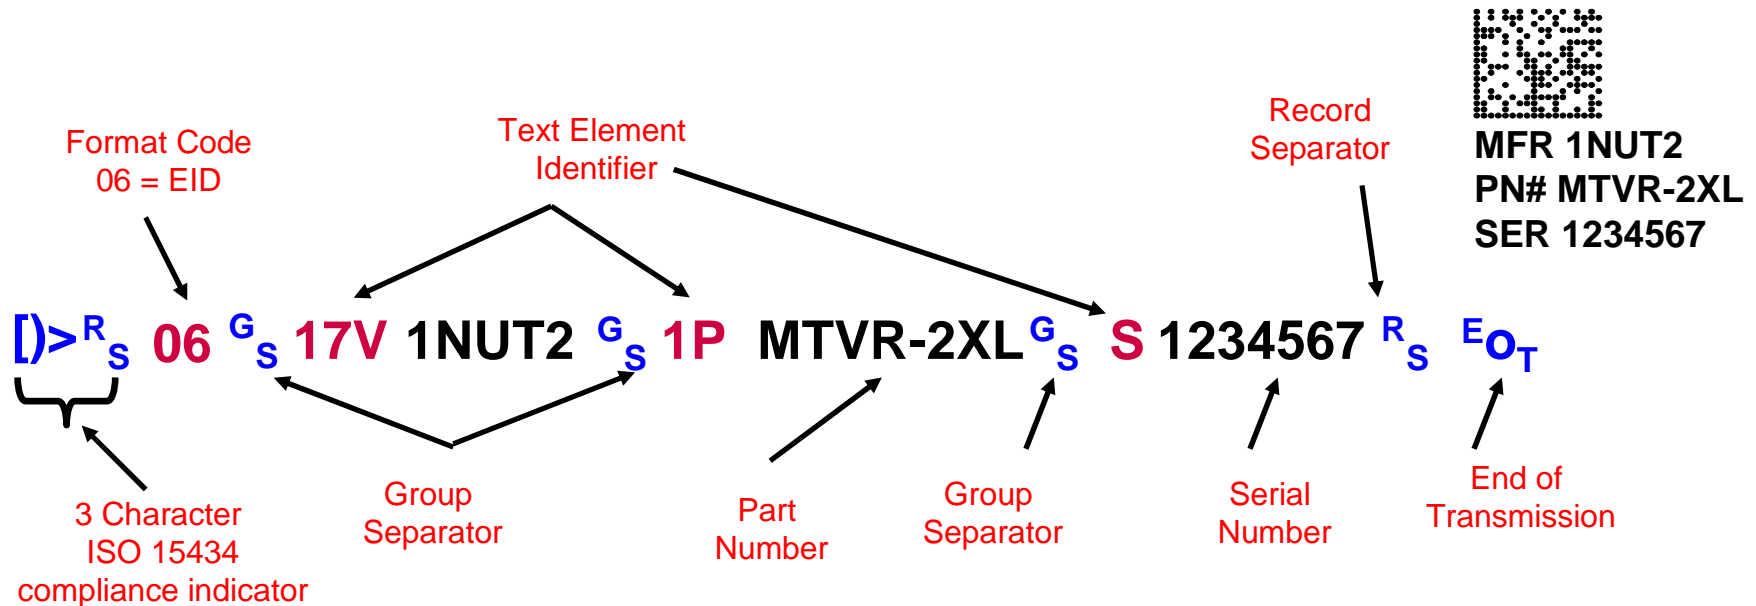 Format Code
06 = EID
Text Element
Identifier
Record
Separator
MFR 1NUT2
PN# MTVR-2XL
SER 1234567
[)> RS 06 GS 17V 1NUT2 GS 1P MTVR-2XL GS S 1234567 RS EOT
3 Character
ISO 15434
compliance indicator
Group
Separator
Part
Number
Group
Separator
Serial
Number
End of
Transmission